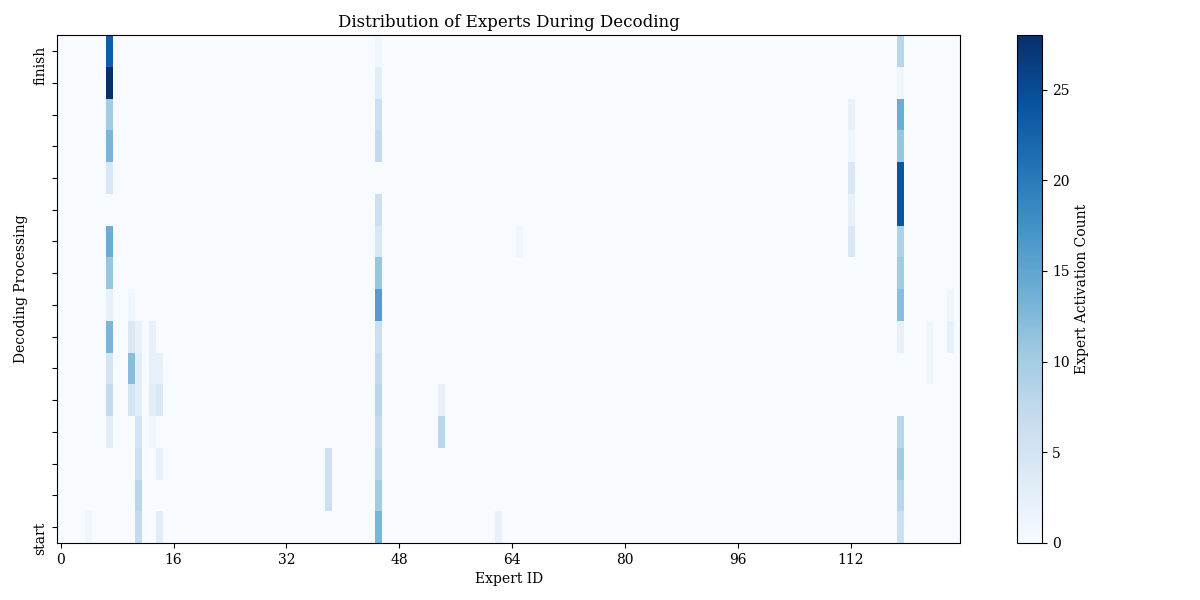 Distribution of Experts During Decoding
finish
Decoding Processing
start
0 16 32 48 64 80 96 112
Expert ID
25
20
15
10
5
0
Expert Activation Count